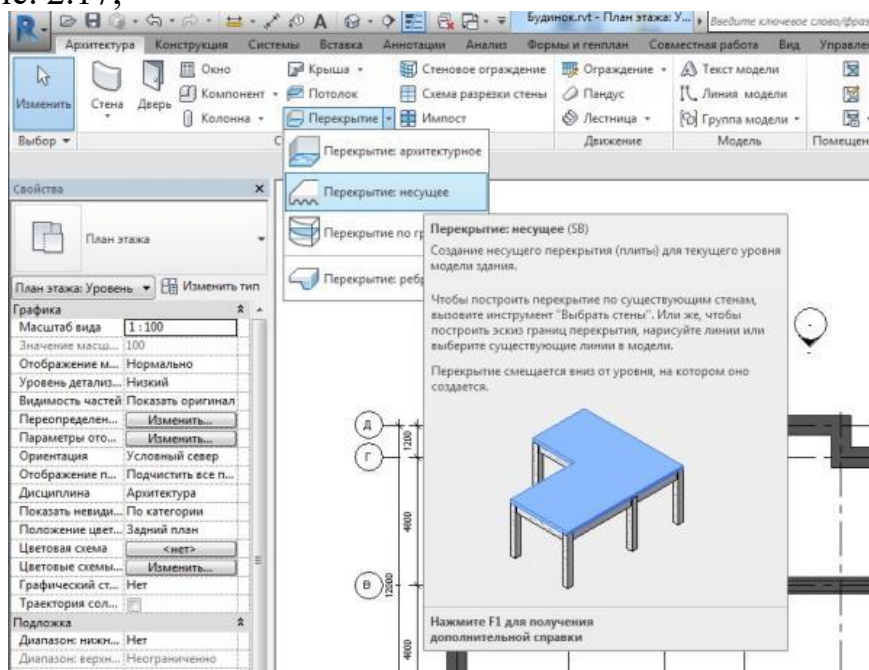 ис. 2.17;
Будинок.rvt - План этажа: У...
Введите ключевое слово/фраз
Архитектура Конструкция Системы Вставка Аннотации Анализ Формы и генплан Совместная работа Вид Управле
Изменить
Стена
Дверь
Окно
Компонент
Колонна
Крыша
Потолок
Перекрытие
Стеновое ограждение
Схема разрезки стены
Импост
Ограждение
Пандус
Лестница
Текст модели
Линия модели
Группа модели
Выбор
С
Движение
Модель
Помещен
Перекрытие: архитектурное
Перекрытие: несущее
Перекрытие по гр
Перекрытие: реб
Перекрытие: несущее (SB)
Создание несущего перекрытия (плиты) для текущего уровня
модели здания.
Чтобы построить перекрытие по существующим стенам,
вызовите инструмент "Выбрать стены". Или же, чтобы
построить эскиз границ перекрытия, нарисуйте линии или
выберите существующие линии в модели.
Перекрытие смещается вниз от уровня, на котором оно
создается.
Нажмите F1 для получения
дополнительной справки
Свойства
План этажа
План этажа: Уровень Изменить тип
Графика
Масштаб вида 1 : 100
Значение масш... 100
Отображение м... Нормально
Уровень детализ... Низкий
Видимость частей Показать оригинал
Переопределен... Изменить...
Параметры ото... Изменить...
Ориентация Условный север
Отображение п... Подчистить все п...
Дисциплина Архитектура
Показать невиди... По категории
Положение цвет... Задний план
Цветовая схема <нет>
Цветовые схемы... Изменить...
Графический ст... Нет
Траектория сол...
Подложка
Диапазон: нижн... Нет
Диапазон: верхн... Неограниченно
Д
1200
Г
4800
В
12000
4800